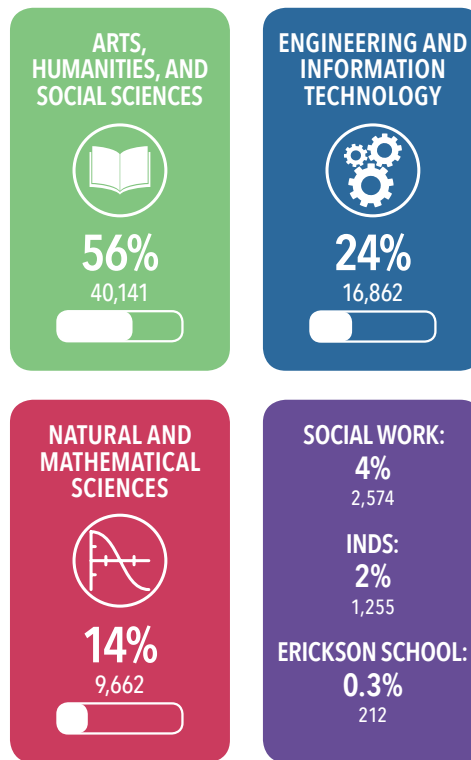 ARTS,
HUMANITIES, AND
SOCIAL SCIENCES
56%
40,141
ENGINEERING AND
INFORMATION
TECHNOLOGY
24%
16,862
NATURAL AND
MATHEMATICAL
SCIENCES
14%
9,662
SOCIAL WORK:
4%
2,574
INDS:
2%
1,255
ERICKSON SCHOOL:
0.3%
212